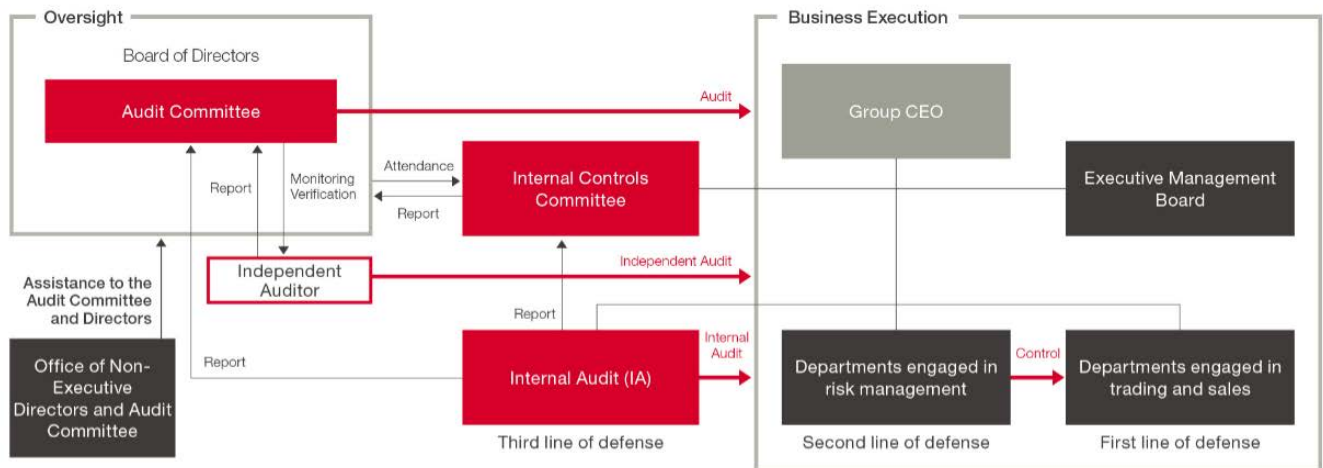 Oversight
Board of Directors
Audit Committee
Report
Monitoring
Verification
Attendance
Report
Internal Controls
Committee
Audit
Business Execution
Group CEO
Executive Management
Board
Independent
Auditor
Independent Audit
Assistance to the
Audit Committee
and Directors
Office of Non-
Executive
Directors and Audit
Committee
Report
Report
Internal Audit (IA)
Third line of defense
Internal
Audit
Departments engaged in
risk management
Second line of defense
Control
Departments engaged in
trading and sales
First line of defense